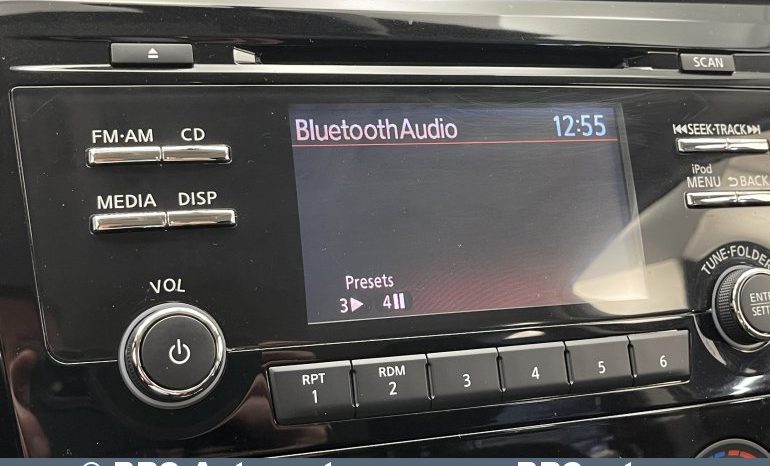 SCAN
FM·AM CD
SEEK·TRACK
MEDIA DISP
iPod
MENU BACK
BluetoothAudio 12:55
Presets
3 4
VOL
TUNE·FOLDER
RPT
1
RDM
2
3
4
5
6